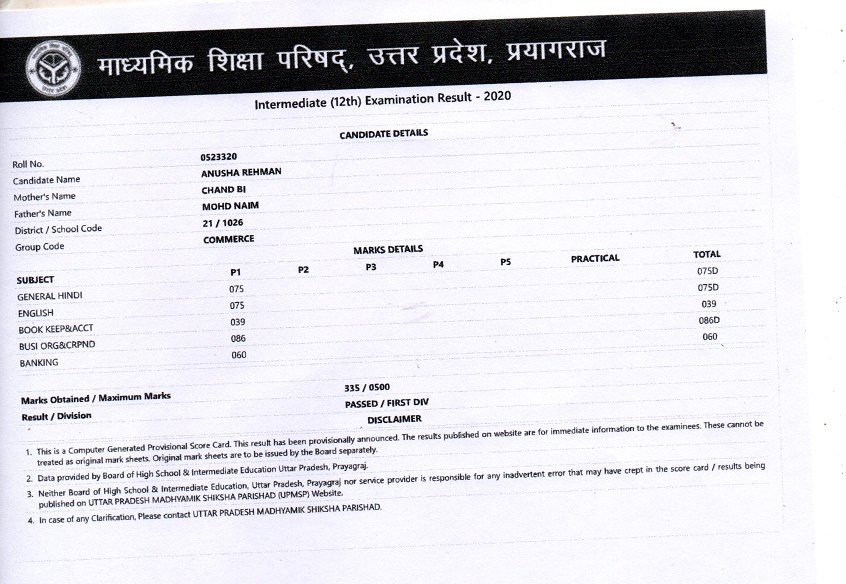 माध्यमिक शिक्षा परिषद्, उत्तर प्रदेश, प्रयागराज
Intermediate (12th) Examination Result - 2020
CANDIDATE DETAILS
Roll No. 0523320
Candidate Name ANUSHA REHMAN
Mother's Name CHAND BI
Father's Name MOHD NAIM
District / School Code 21 / 1026
Group Code COMMERCE
MARKS DETAILS
SUBJECT P1 P2 P3 P4 P5 PRACTICAL TOTAL
GENERAL HINDI 075 075D
ENGLISH 075 075D
BOOK KEEP&ACCT 039 039
BUSI ORG&CRPND 086 086D
BANKING 060 060
Marks Obtained / Maximum Marks 335 / 0500
Result / Division PASSED / FIRST DIV
DISCLAIMER
1. This is a Computer Generated Provisional Score Card. This result has been provisionally announced. The results published on website are for immediate information to the examinees. These cannot be
treated as original mark sheets. Original mark sheets are to be issued by the Board separately.
2. Data provided by Board of High School & Intermediate Education Uttar Pradesh, Prayagraj.
3. Neither Board of High School & Intermediate Education, Uttar Pradesh, Prayagraj nor service provider is responsible for any inadvertent error that may have crept in the score card / results being
published on UTTAR PRADESH MADHYAMIK SHIKSHA PARISHAD (UPMSP) Website.
4. In case of any Clarification, Please contact UTTAR PRADESH MADHYAMIK SHIKSHA PARISHAD.